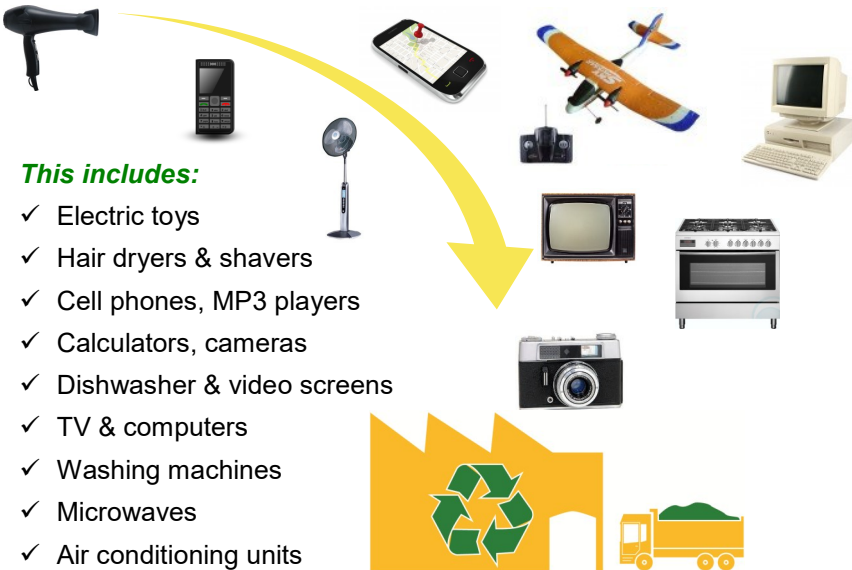 This includes:
✓ Electric toys
✓ Hair dryers & shavers
✓ Cell phones, MP3 players
✓ Calculators, cameras
✓ Dishwasher & video screens
✓ TV & computers
✓ Washing machines
✓ Microwaves
✓ Air conditioning units